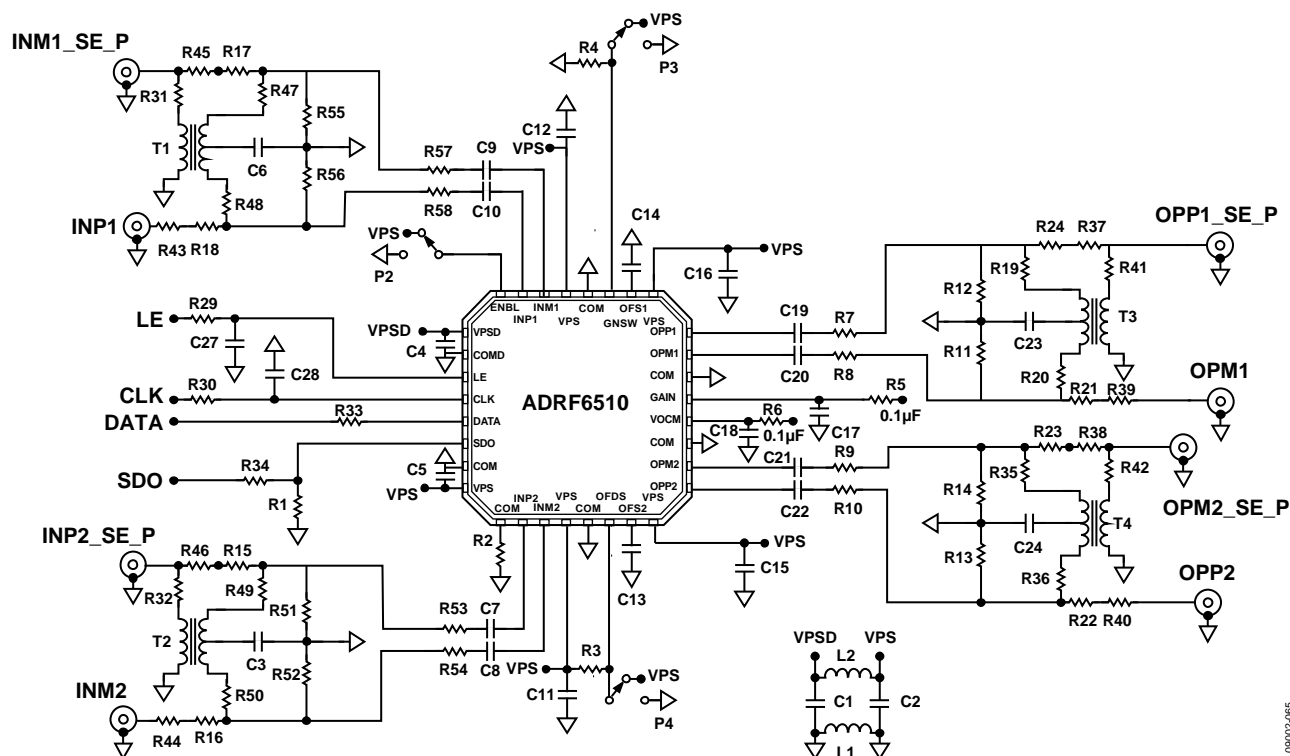 VPS
R4
P3
INM1_SE_P
R45 R17
R31
R47
R55
T1
C6
R56
R48
INP1
R43 R18
C12
VPS
R57
C9
R58
C10
VPS
P2
C14
VPS
C16
ENBL INM1 COM OFS1 VPS
INP1 VPS GNSW
LE
R29
C27
CLK
R30
C28
DATA
R33
SDO
R34
R1
VPSD
C4
C5
VPS
VPSD
COMD
LE
CLK
DATA
SDO
COM
VPS
ADRF6510
OPP1
OPM1
COM
GAIN
VOCM
COM
OPM2
OPP2
INP2 VPS OFDS VPS
COM INM2 COM OFS2
C19 R7
C20 R8
R5
0.1µF
C17
R6
0.1µF
C18
C21 R9
C22 R10
OPP1_SE_P
R24 R37
R19
R41
R12
C23
T3
R11
R20
R21 R39
OPM1
R23 R38
R35
R42
R14
OPM2_SE_P
C24
T4
R13
R36
R22 R40
OPP2
INP2_SE_P
R46 R15
R32
R49
R51
T2
C3
R52
R50
INM2
R44 R16
R2
R53 C7
R54 C8
VPS
R3
C11
VPS
P4
C13
VPS
C15
VPSD VPS
L2
C1 C2
L1
09002-065